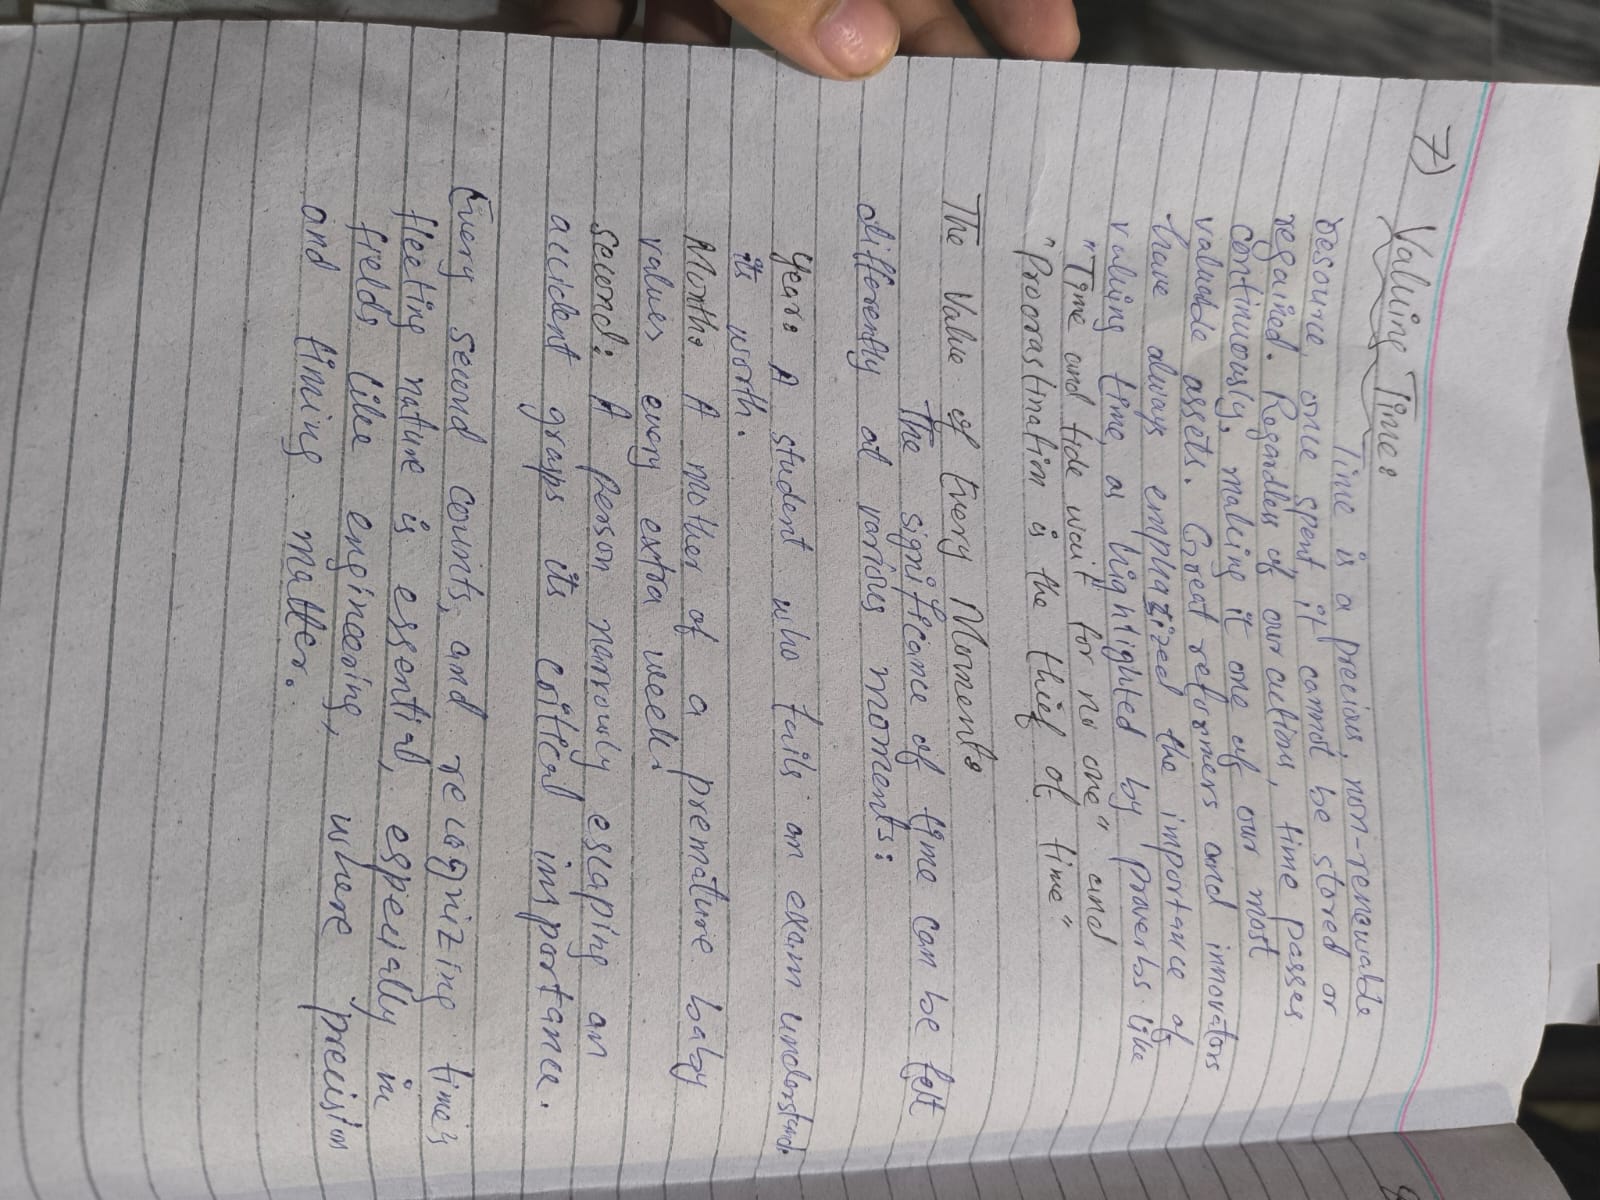 7) Valuing Time:
Time is a precious, non-renewable
resource, once spent, it cannot be stored or
regained. Regardless of our actions, time passes
continuously, making it one of our most
valuable assets. Great reformers and innovators
have always emphasized the importance of
valuing time, as highlighted by proverbs like
"Time and tide wait for no one" and
"Procrastination is the thief of time"
The Value of Every Moment:
The significance of time can be felt
differently at various moments:
Year: A student who fails an exam understands
its worth.
Month: A mother of a premature baby
values every extra week.
Second: A person narrowly escaping an
accident grasps its critical importance.
Every second counts, and recognizing time's
fleeting nature is essential, especially in
fields like engineering, where precision
and timing matter.